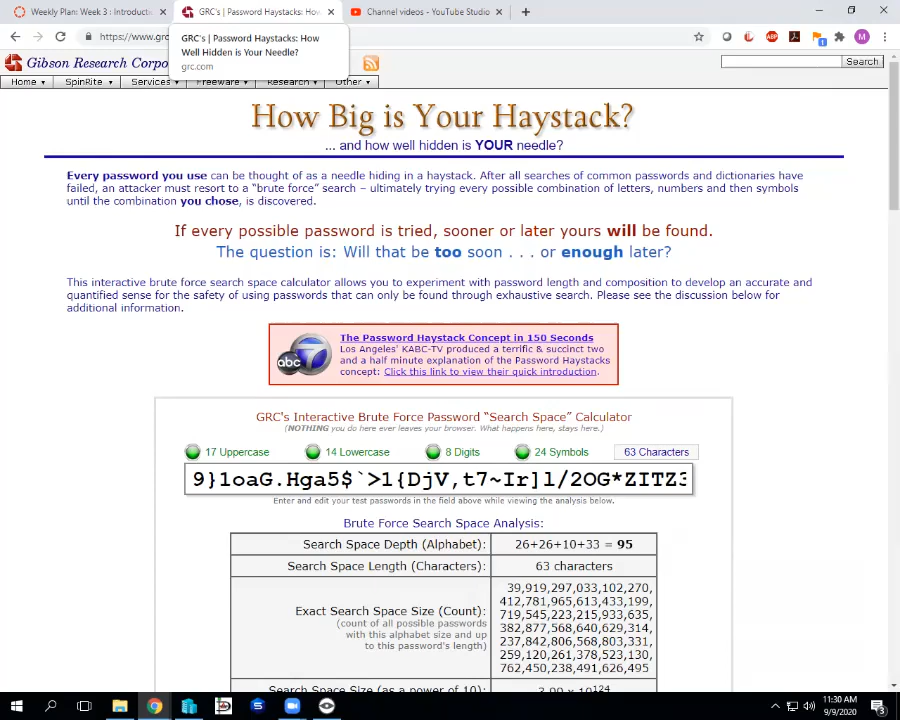 Weekly Plan: Week 3 : Introducti
GRC's | Password Haystacks: How
Channel videos - YouTube Studio
GRC's | Password Haystacks: How
Well Hidden is Your Needle?
grc.com
https://www.grc
Gibson Research Corpo
Search
Home
SpinRite
Services
Freeware
Research
Other
How Big is Your Haystack?
... and how well hidden is YOUR needle?
Every password you use can be thought of as a needle hiding in a haystack. After all searches of common passwords and dictionaries have
failed, an attacker must resort to a “brute force” search – ultimately trying every possible combination of letters, numbers and then symbols
until the combination you chose, is discovered.
If every possible password is tried, sooner or later yours will be found.
The question is: Will that be too soon . . . or enough later?
This interactive brute force search space calculator allows you to experiment with password length and composition to develop an accurate and
quantified sense for the safety of using passwords that can only be found through exhaustive search. Please see the discussion below for
additional information.
abc 7
The Password Haystack Concept in 150 Seconds
Los Angeles' KABC-TV produced a terrific & succinct two
and a half minute explanation of the Password Haystacks
concept: Click this link to view their quick introduction.
GRC's Interactive Brute Force Password “Search Space” Calculator
(NOTHING you do here ever leaves your browser. What happens here, stays here.)
17 Uppercase
14 Lowercase
8 Digits
24 Symbols
63 Characters
9}1oaG.Hga5$`>1{DjV,t7~Ir]l/2OG*ZITZ3
Enter and edit your test passwords in the field above while viewing the analysis below.
Brute Force Search Space Analysis:
Search Space Depth (Alphabet): 26+26+10+33 = 95
Search Space Length (Characters): 63 characters
Exact Search Space Size (Count):
(count of all possible passwords
with this alphabet size and up
to this password's length)
39,919,297,033,102,270,
412,781,965,613,433,199,
719,545,223,215,933,635,
382,877,568,640,629,314,
237,842,806,568,803,331,
259,120,261,378,523,130,
762,450,238,491,626,495
Search Space Size (as a power of 10): 3.99 x 10^124
11:30 AM
9/9/2020